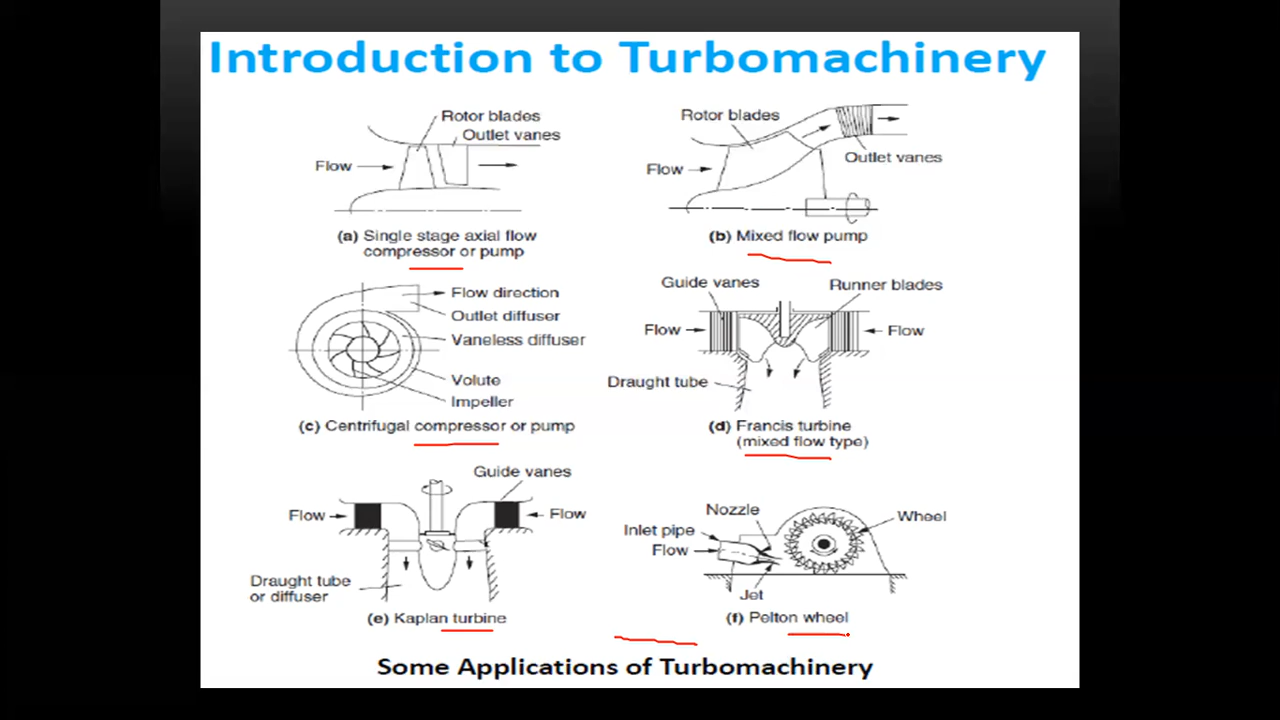 Introduction to Turbomachinery
Rotor blades
Outlet vanes
Flow
(a) Single stage axial flow
compressor or pump
Rotor blades
Flow
Outlet vanes
(b) Mixed flow pump
Flow direction
Outlet diffuser
Vaneless diffuser
Volute
Impeller
(c) Centrifugal compressor or pump
Guide vanes
Runner blades
Flow
Flow
Draught tube
(d) Francis turbine
(mixed flow type)
Guide vanes
Flow
Flow
Draught tube
or diffuser
(e) Kaplan turbine
Nozzle
Wheel
Inlet pipe
Flow
Jet
(f) Pelton wheel
Some Applications of Turbomachinery